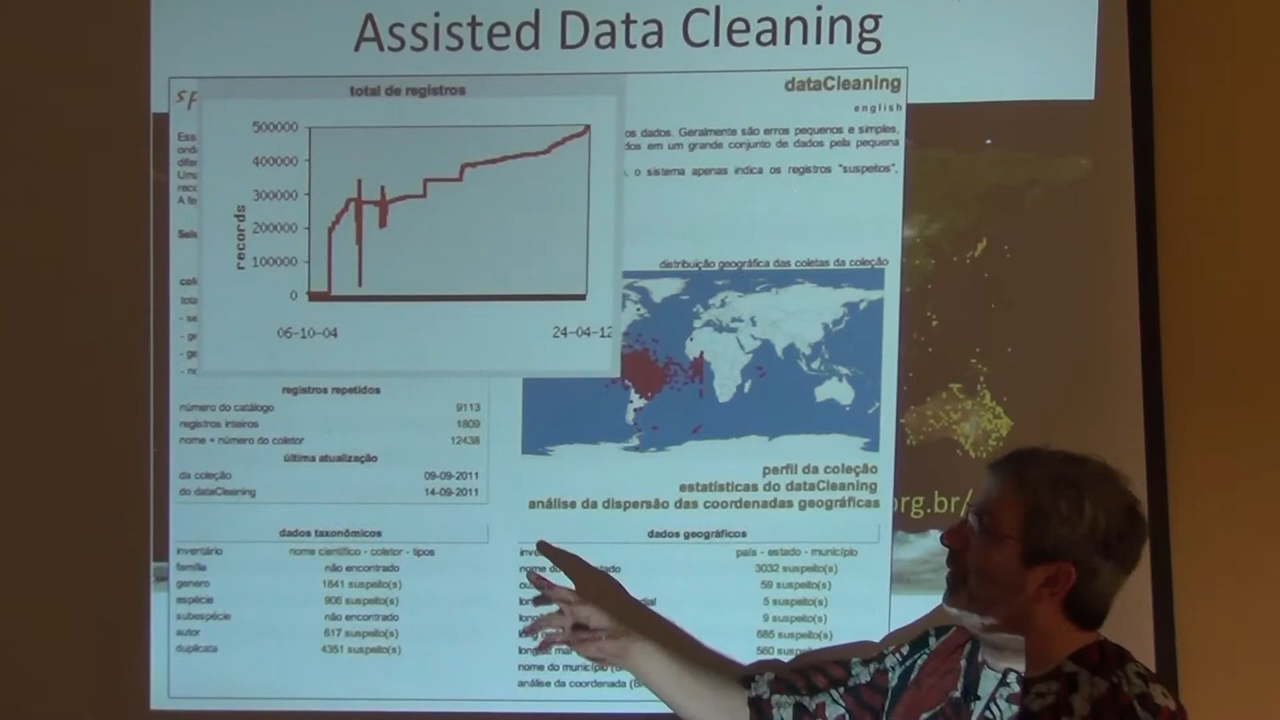 Assisted Data Cleaning
sp
dataCleaning
english
total de registros
500000
400000
300000
200000
100000
0
records
06-10-04
24-04-12
os dados. Geralmente são erros pequenos e simples,
dos em um grande conjunto de dados pela pequena
, o sistema apenas indica os registros "suspeitos",
distribuição geográfica das coletas da coleção
registros repetidos
número do catálogo 9113
registros inteiros 1809
nome + número do coletor 12438
última atualização
da coleção 09-09-2011
do dataCleaning 14-09-2011
perfil da coleção
estatísticas do dataCleaning
análise da dispersão das coordenadas geográficas
org.br/
dados taxonômicos
inventário nome científico - coletor - tipos
família não encontrado
genero 1841 suspeito(s)
espécie 906 suspeito(s)
subespécie não encontrado
autor 617 suspeito(s)
duplicata 4351 suspeito(s)
dados geográficos
país - estado - município
3032 suspeito(s)
59 suspeito(s)
5 suspeito(s)
9 suspeito(s)
685 suspeito(s)
560
nome do município
análise da coordenada